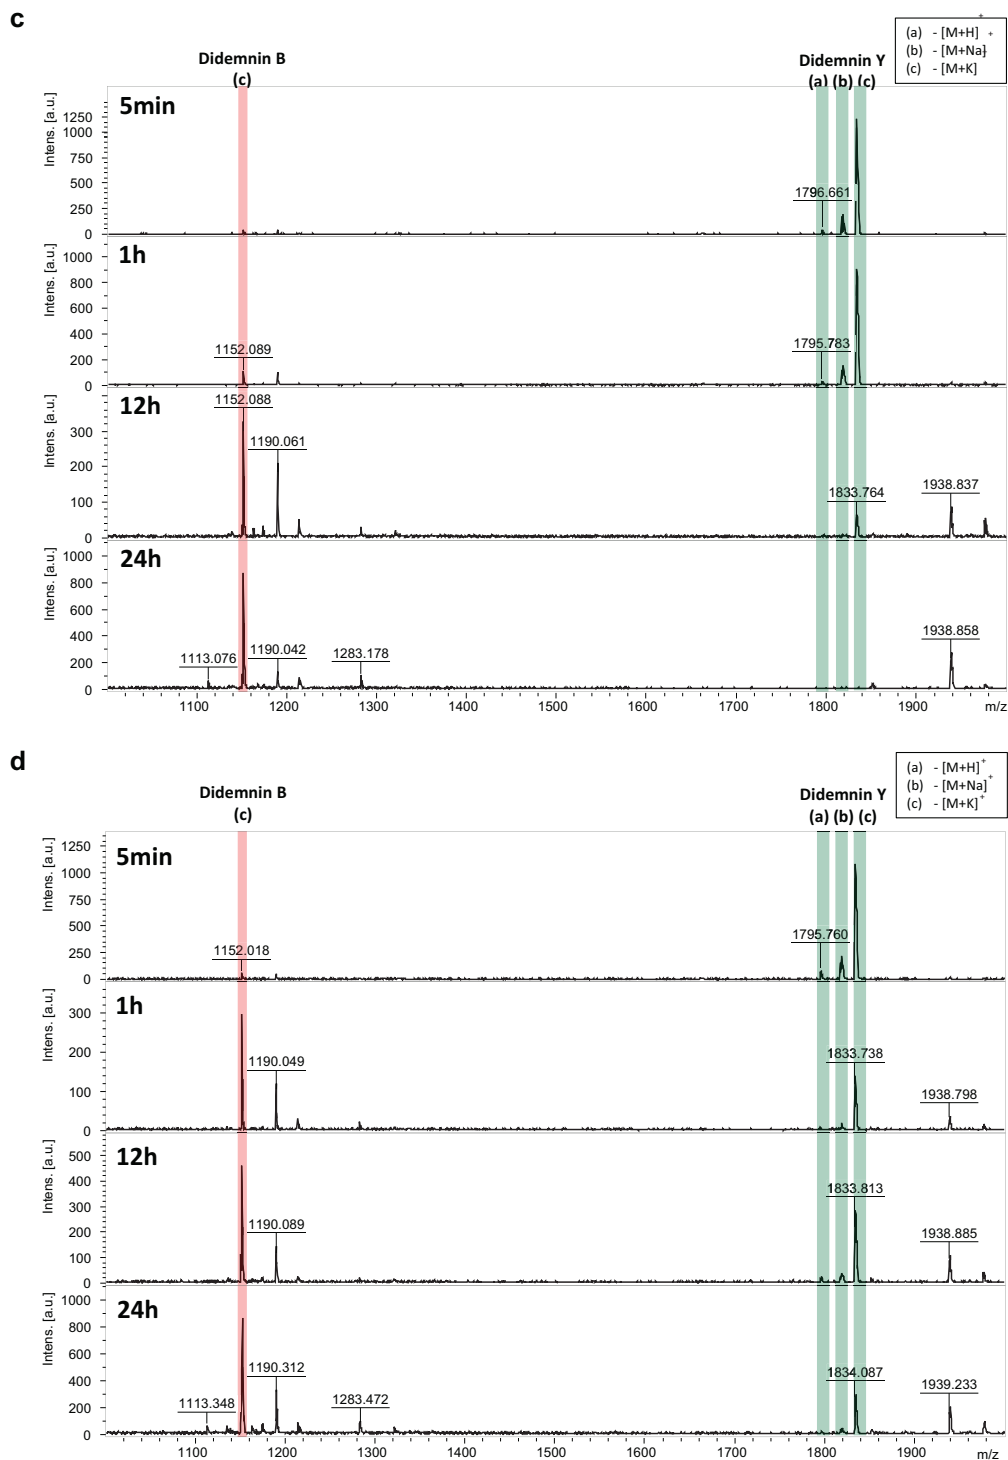 c
(a) - [M+H]+
(b) - [M+Na]+
(c) - [M+K]
Didemnin B
(c)
Didemnin Y
(a) (b) (c)
5min
Intens. [a.u.]
1250
1000
750
500
250
0
1796.661
1h
Intens. [a.u.]
1000
800
600
400
200
0
1152.089
1795.783
12h
Intens. [a.u.]
300
200
100
0
1152.088
1190.061
1833.764
1938.837
24h
Intens. [a.u.]
1000
800
600
400
200
0
1113.076
1190.042
1283.178
1938.858
1100 1200 1300 1400 1500 1600 1700 1800 1900 m/z
d
(a) - [M+H]+
(b) - [M+Na]+
(c) - [M+K]+
Didemnin B
(c)
Didemnin Y
(a) (b) (c)
5min
Intens. [a.u.]
1250
1000
750
500
250
0
1152.018
1795.760
1h
Intens. [a.u.]
300
200
100
0
1190.049
1833.738
1938.798
12h
Intens. [a.u.]
500
400
300
200
100
0
1190.089
1833.813
1938.885
24h
Intens. [a.u.]
1000
800
600
400
200
0
1113.348
1190.312
1283.472
1834.087
1939.233
1100 1200 1300 1400 1500 1600 1700 1800 1900 m/z